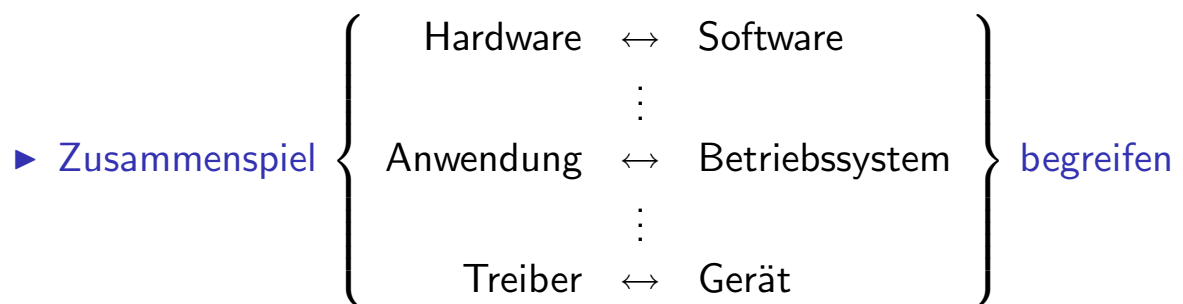 Hardware ↔ Software
⋮
▶ Zusammenspiel { Anwendung ↔ Betriebssystem } begreifen
⋮
Treiber ↔ Gerät